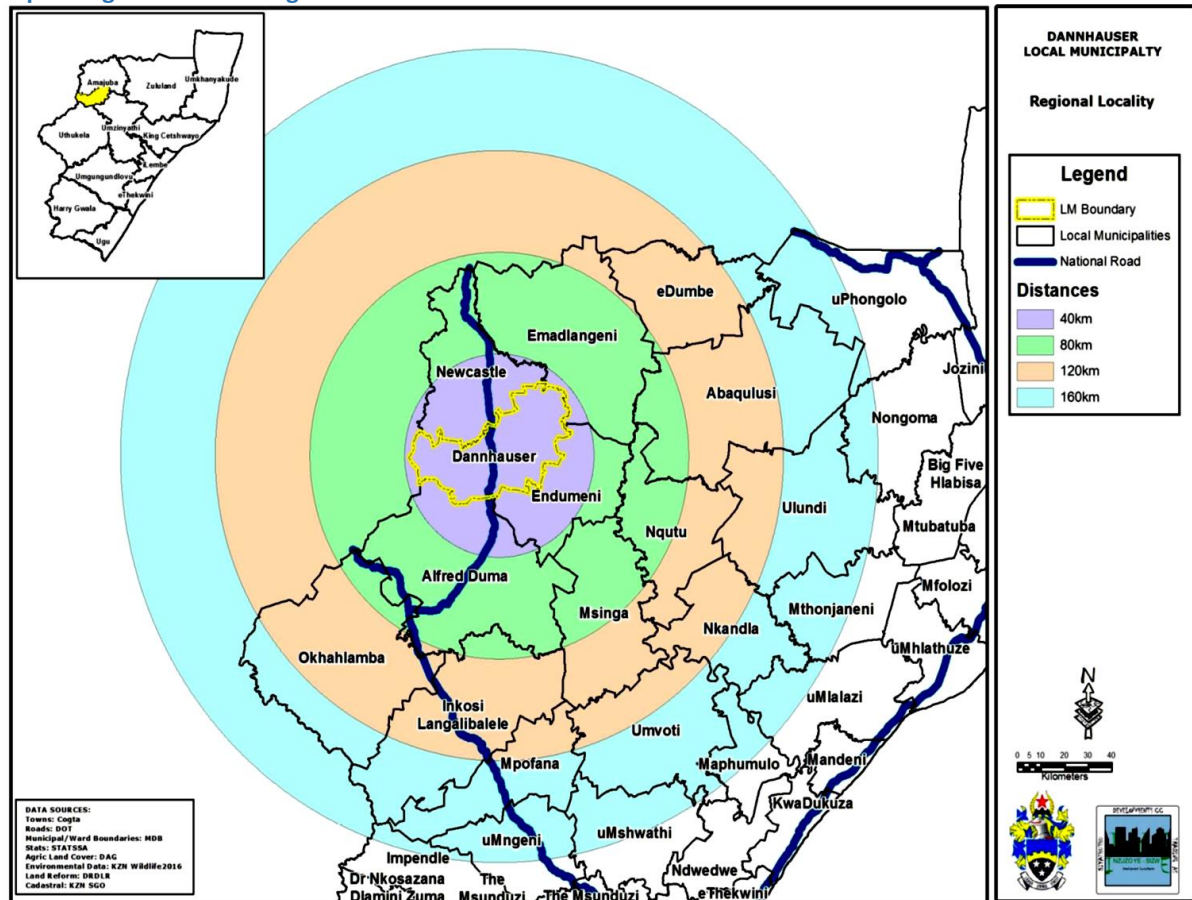 DANNHAUSER
LOCAL MUNICIPALTY
Regional Locality
Legend
LM Boundary
Local Municipalities
National Road
Distances
40km
80km
120km
160km
Amajuba
Zululand
Umkhanyakude
Uthukela
Umzinyathi
King Cetshwayo
iLembe
Umgungundlovu
eThekwini
Harry Gwala
Ugu
eDumbe
uPhongolo
Emadlangeni
Newcastle
Jozini
Abaqulusi
Nongoma
Dannhauser
Big Five
Hlabisa
Endumeni
Ulundi
Mtubatuba
Nqutu
Alfred Duma
Mfolozi
Msinga
Mthonjaneni
Nkandla
uMhlathuze
Okhahlamba
uMlalazi
Inkosi
Langalibalele
Umvoti
Mpofana
Maphumulo
Mandeni
KwaDukuza
uMshwathi
uMngeni
Impendle
Ndwedwe
Dr Nkosazana
Dlamini Zuma
The
Msunduzi
The Msunduzi
eThekwini
N
0 5 10 20 30 40
Kilometers
DATA SOURCES:
Towns: Cogta
Roads: DOT
Municipal/Ward Boundaries: MDB
Stats: STATSSA
Agric Land Cover: DAG
Environmental Data: KZN Wildlife2016
Land Reform: DRDLR
Cadastral: KZN SGO